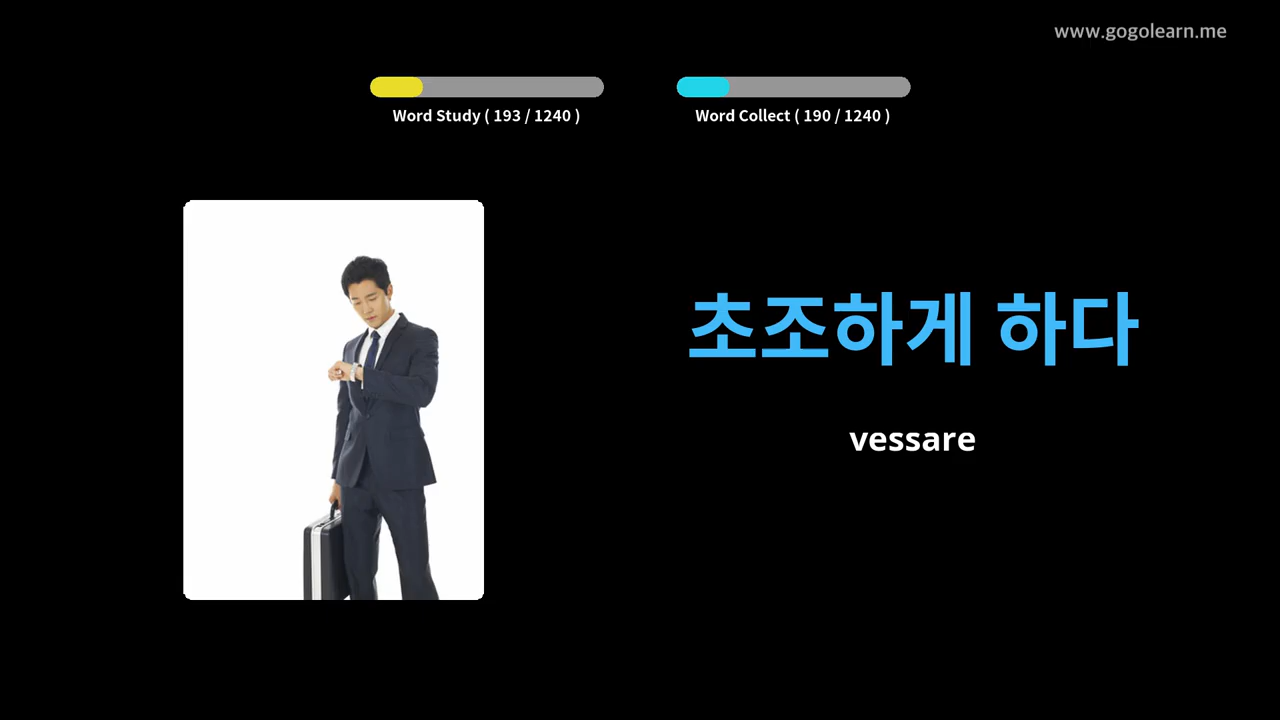 www.gogolearn.me
Word Study ( 193 / 1240 )
Word Collect ( 190 / 1240 )
초조하게 하다
vessare